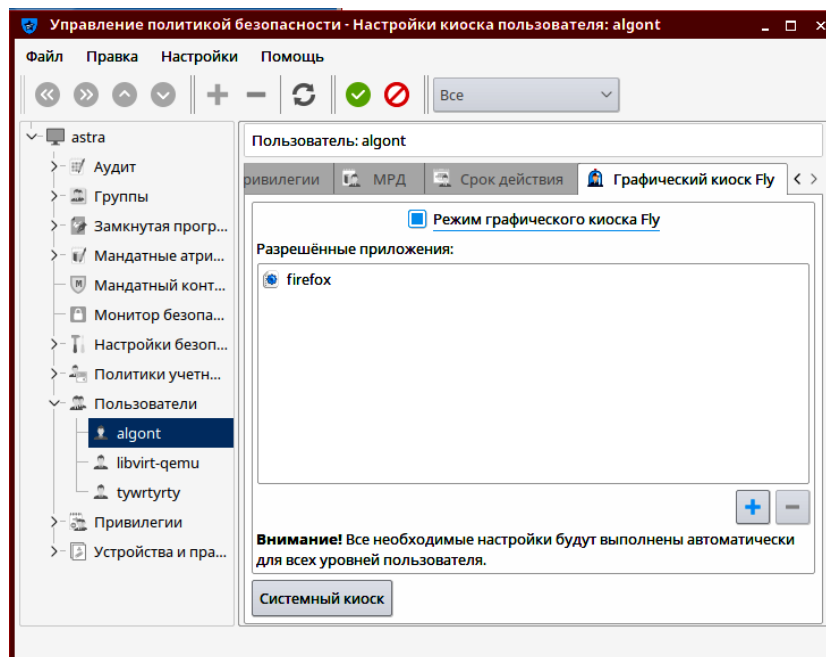 Управление политикой безопасности - Настройки киоска пользователя: algont
Файл Правка Настройки Помощь
Все
astra
Аудит
Группы
Замкнутая прогр...
Мандатные атри...
Мандатный конт...
Монитор безопа...
Настройки безоп...
Политики учетн...
Пользователи
algont
libvirt-qemu
tywrtyrty
Привилегии
Устройства и пра...
Пользователь: algont
ривилегии МРД Срок действия Графический киоск Fly
Режим графического киоска Fly
Разрешённые приложения:
firefox
Внимание! Все необходимые настройки будут выполнены автоматически
для всех уровней пользователя.
Системный киоск